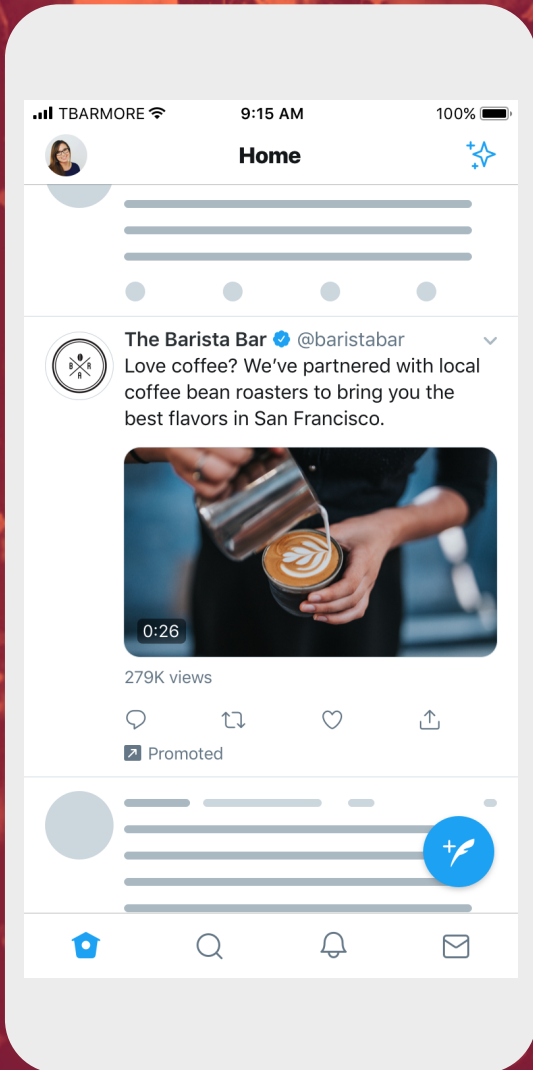 TBARMORE 9:15 AM 100%
Home
The Barista Bar @baristabar
Love coffee? We’ve partnered with local
coffee bean roasters to bring you the
best flavors in San Francisco.
B R
A
0:26
279K views
Promoted